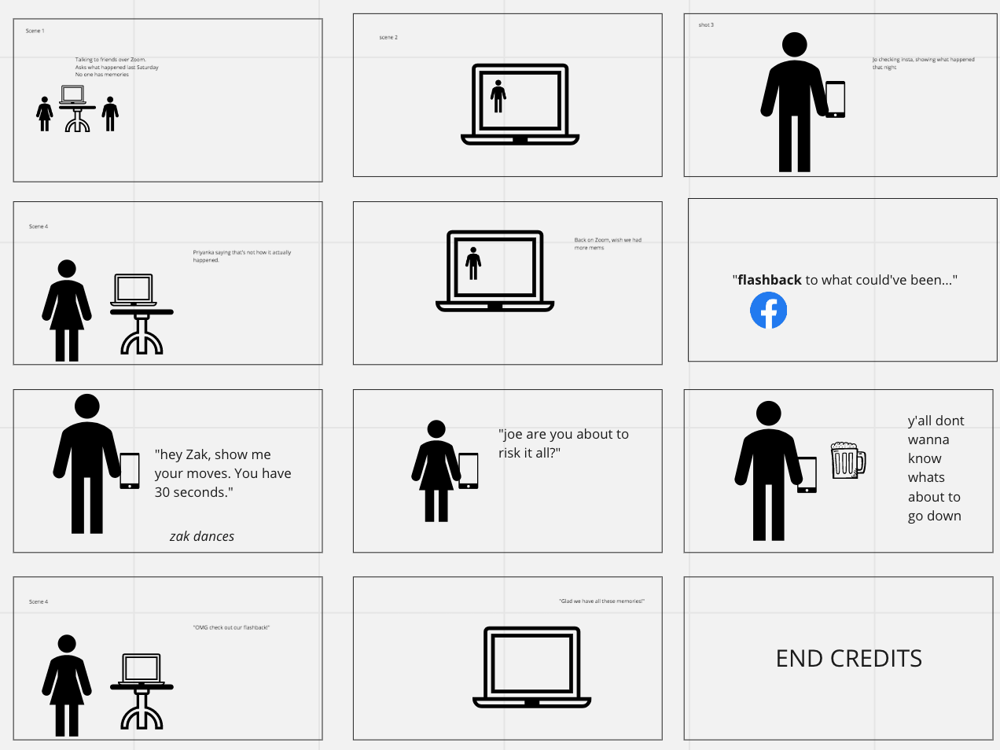 Scene 1
Talking to friends over Zoom.
Asks what happened last Saturday
No one has memories
scene 2
shot 3
Jo checking insta, showing what happened
that night
Scene 4
Priyanka saying that's not how it actually
happened.
Back on Zoom, wish we had
more mems
"flashback to what could've been..."
"hey Zak, show me
your moves. You have
30 seconds."
zak dances
"joe are you about to
risk it all?"
y'all dont
wanna
know
whats
about to
go down
Scene 4
"OMG check out our flashback!"
"Glad we have all these memories!"
END CREDITS